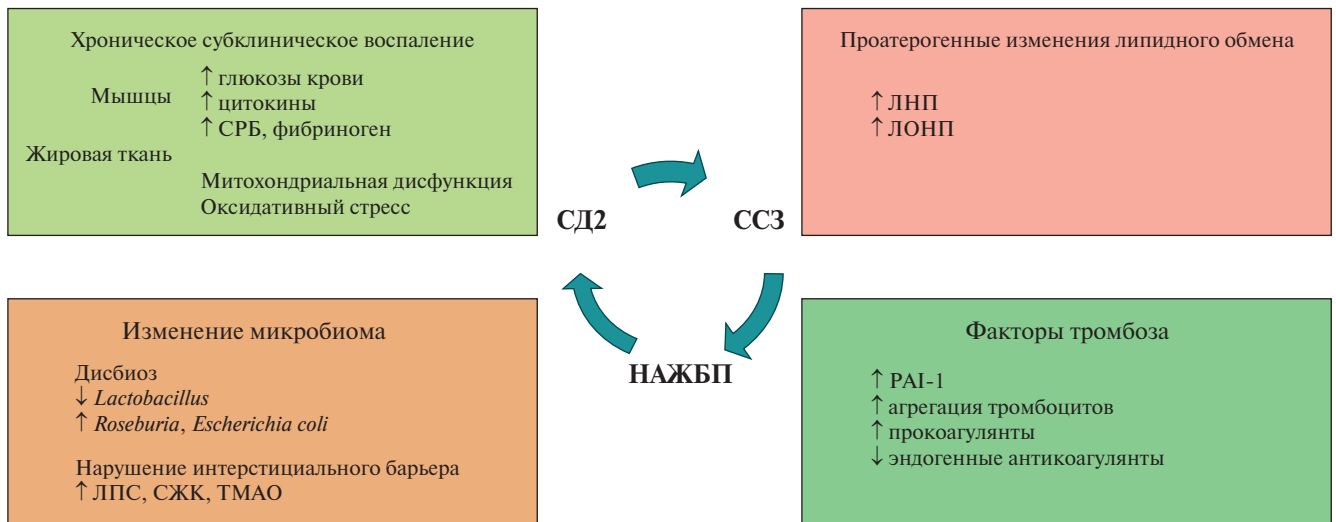 Хроническое субклиническое воспаление
Мышцы
↑ глюкозы крови
↑ цитокины
↑ СРБ, фибриноген
Жировая ткань
Митохондриальная дисфункция
Оксидативный стресс
Проатерогенные изменения липидного обмена
↑ ЛНП
↑ ЛОНП
СД2
ССЗ
НАЖБП
Изменение микробиома
Дисбиоз
↓ Lactobacillus
↑ Roseburia, Escherichia coli
Нарушение интерстициального барьера
↑ ЛПС, СЖК, ТМАО
Факторы тромбоза
↑ PAI-1
↑ агрегация тромбоцитов
↑ прокоагулянты
↓ эндогенные антикоагулянты